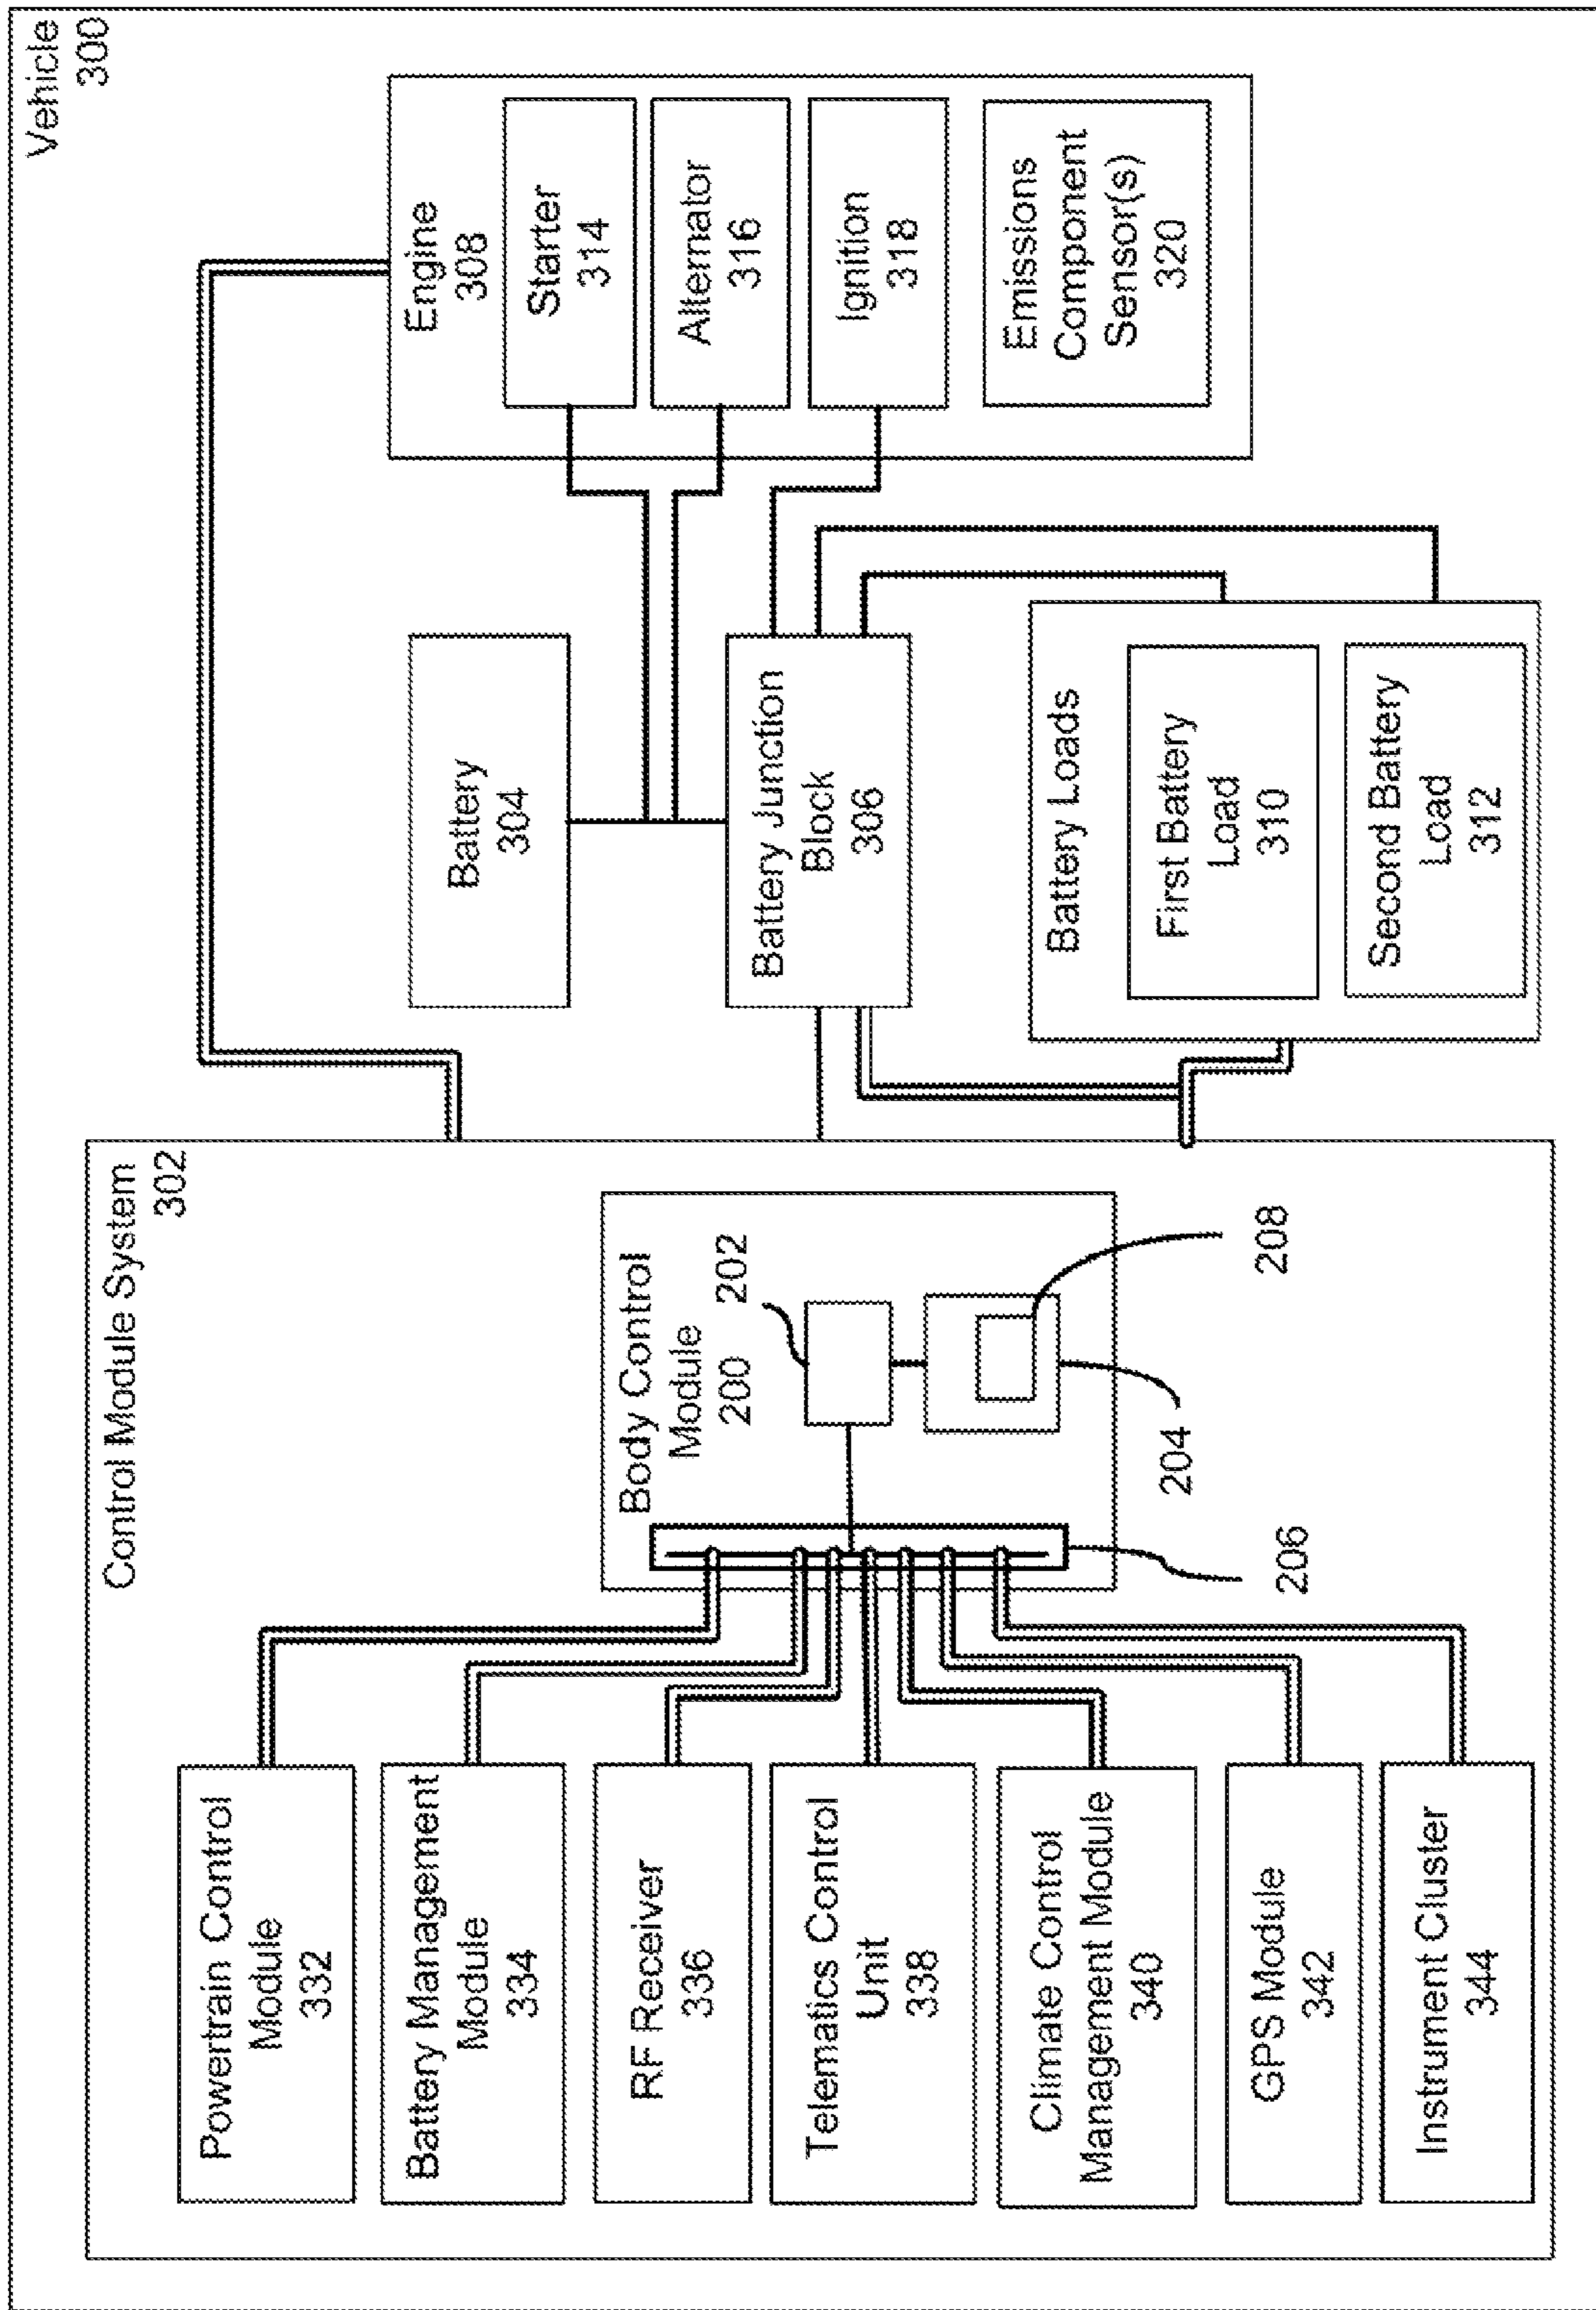 Vehicle
300
Control Module System
302
Powertrain Control
Module
332
Battery Management
Module
334
RF Receiver
336
Telematics Control
Unit
338
Climate Control
Management Module
340
GPS Module
342
Instrument Cluster
344
Body Control
Module
200
202
204
206
208
Battery
304
Battery Junction
Block
306
Battery Loads
First Battery
Load
310
Second Battery
Load
312
Engine
308
Starter
314
Alternator
316
Ignition
318
Emissions
Component
Sensor(s)
320